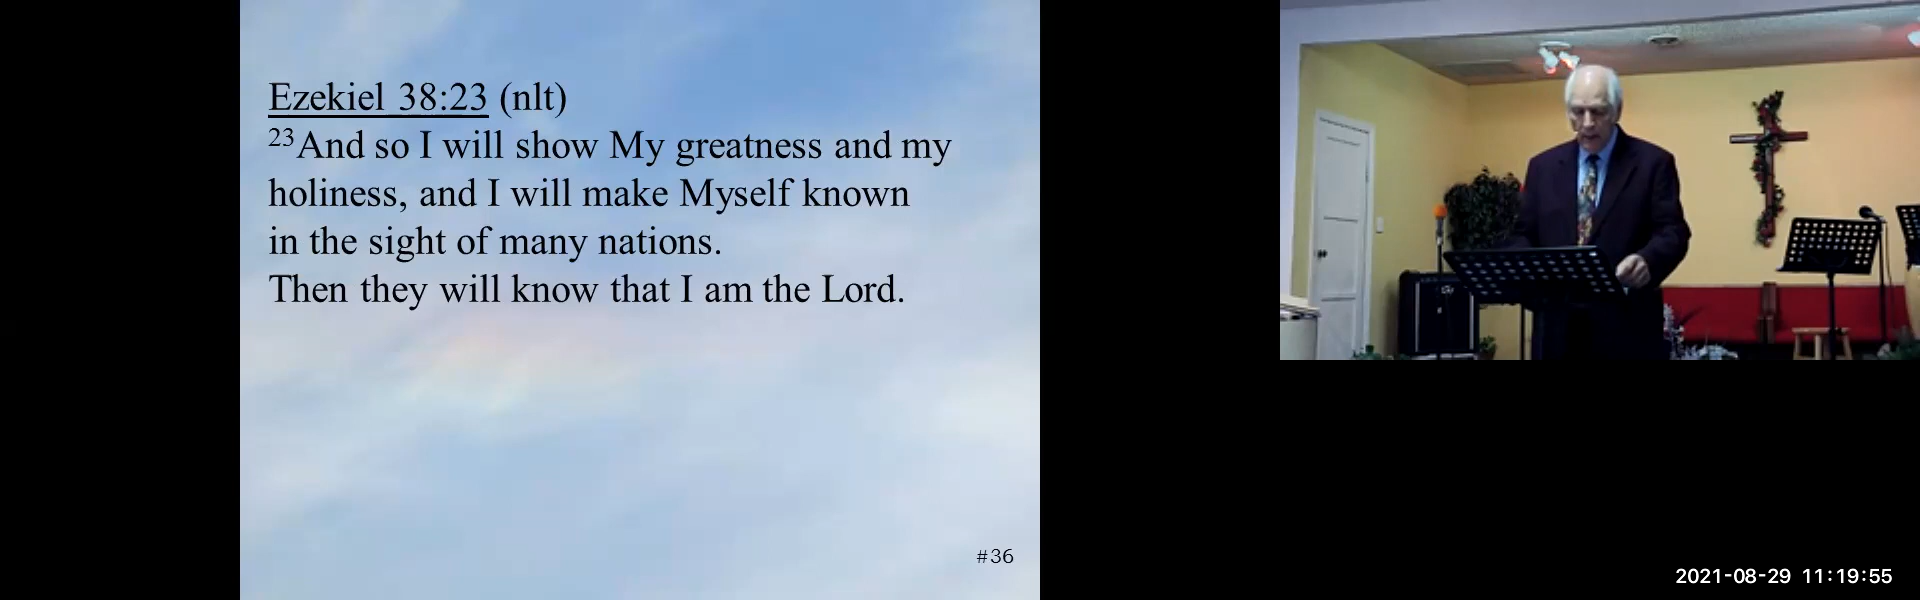 Ezekiel 38:23 (nlt)
23And so I will show My greatness and my
holiness, and I will make Myself known
in the sight of many nations.
Then they will know that I am the Lord.
#36
2021-08-29 11:19:55